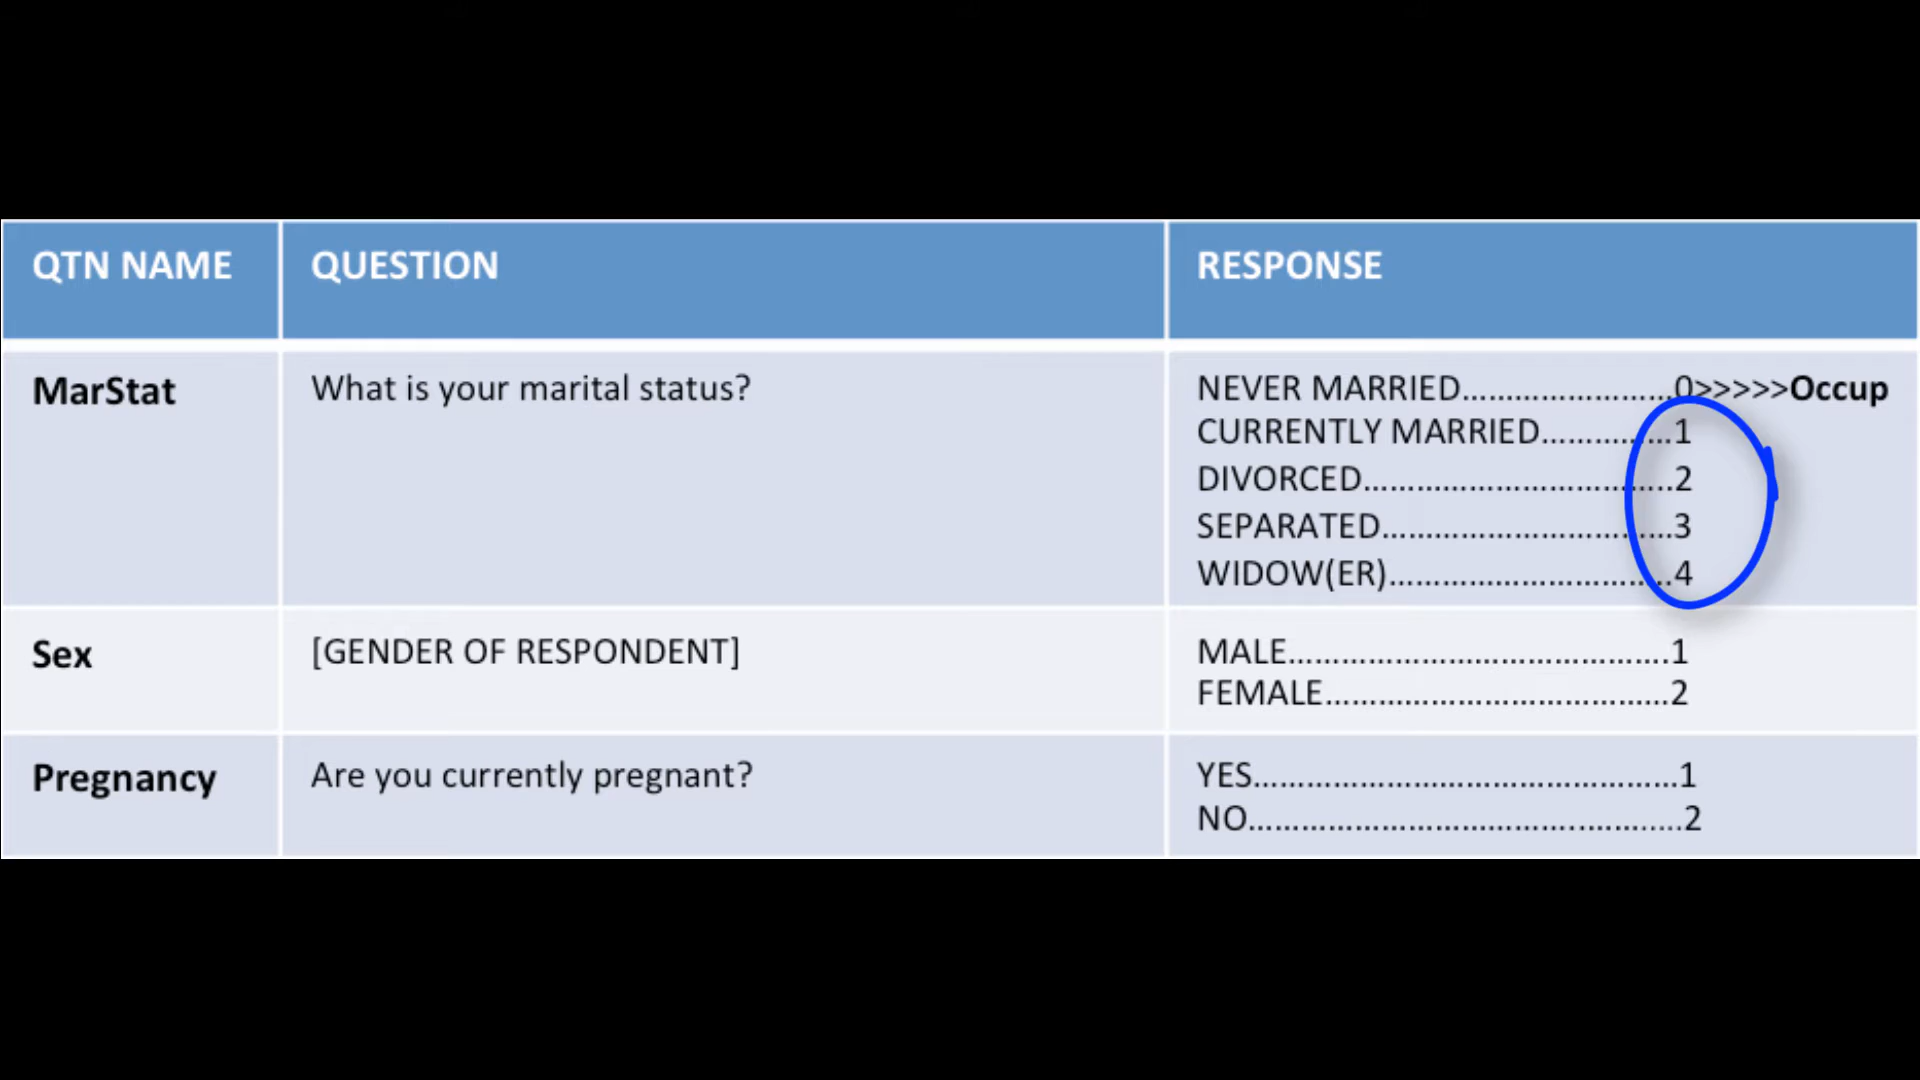 QTN NAME QUESTION RESPONSE
MarStat What is your marital status? NEVER MARRIED........................0>>>>>Occup
CURRENTLY MARRIED...............1
DIVORCED...................................2
SEPARATED.................................3
WIDOW(ER)................................4
Sex [GENDER OF RESPONDENT] MALE..........................................1
FEMALE.......................................2
Pregnancy Are you currently pregnant? YES................................................1
NO.................................................2